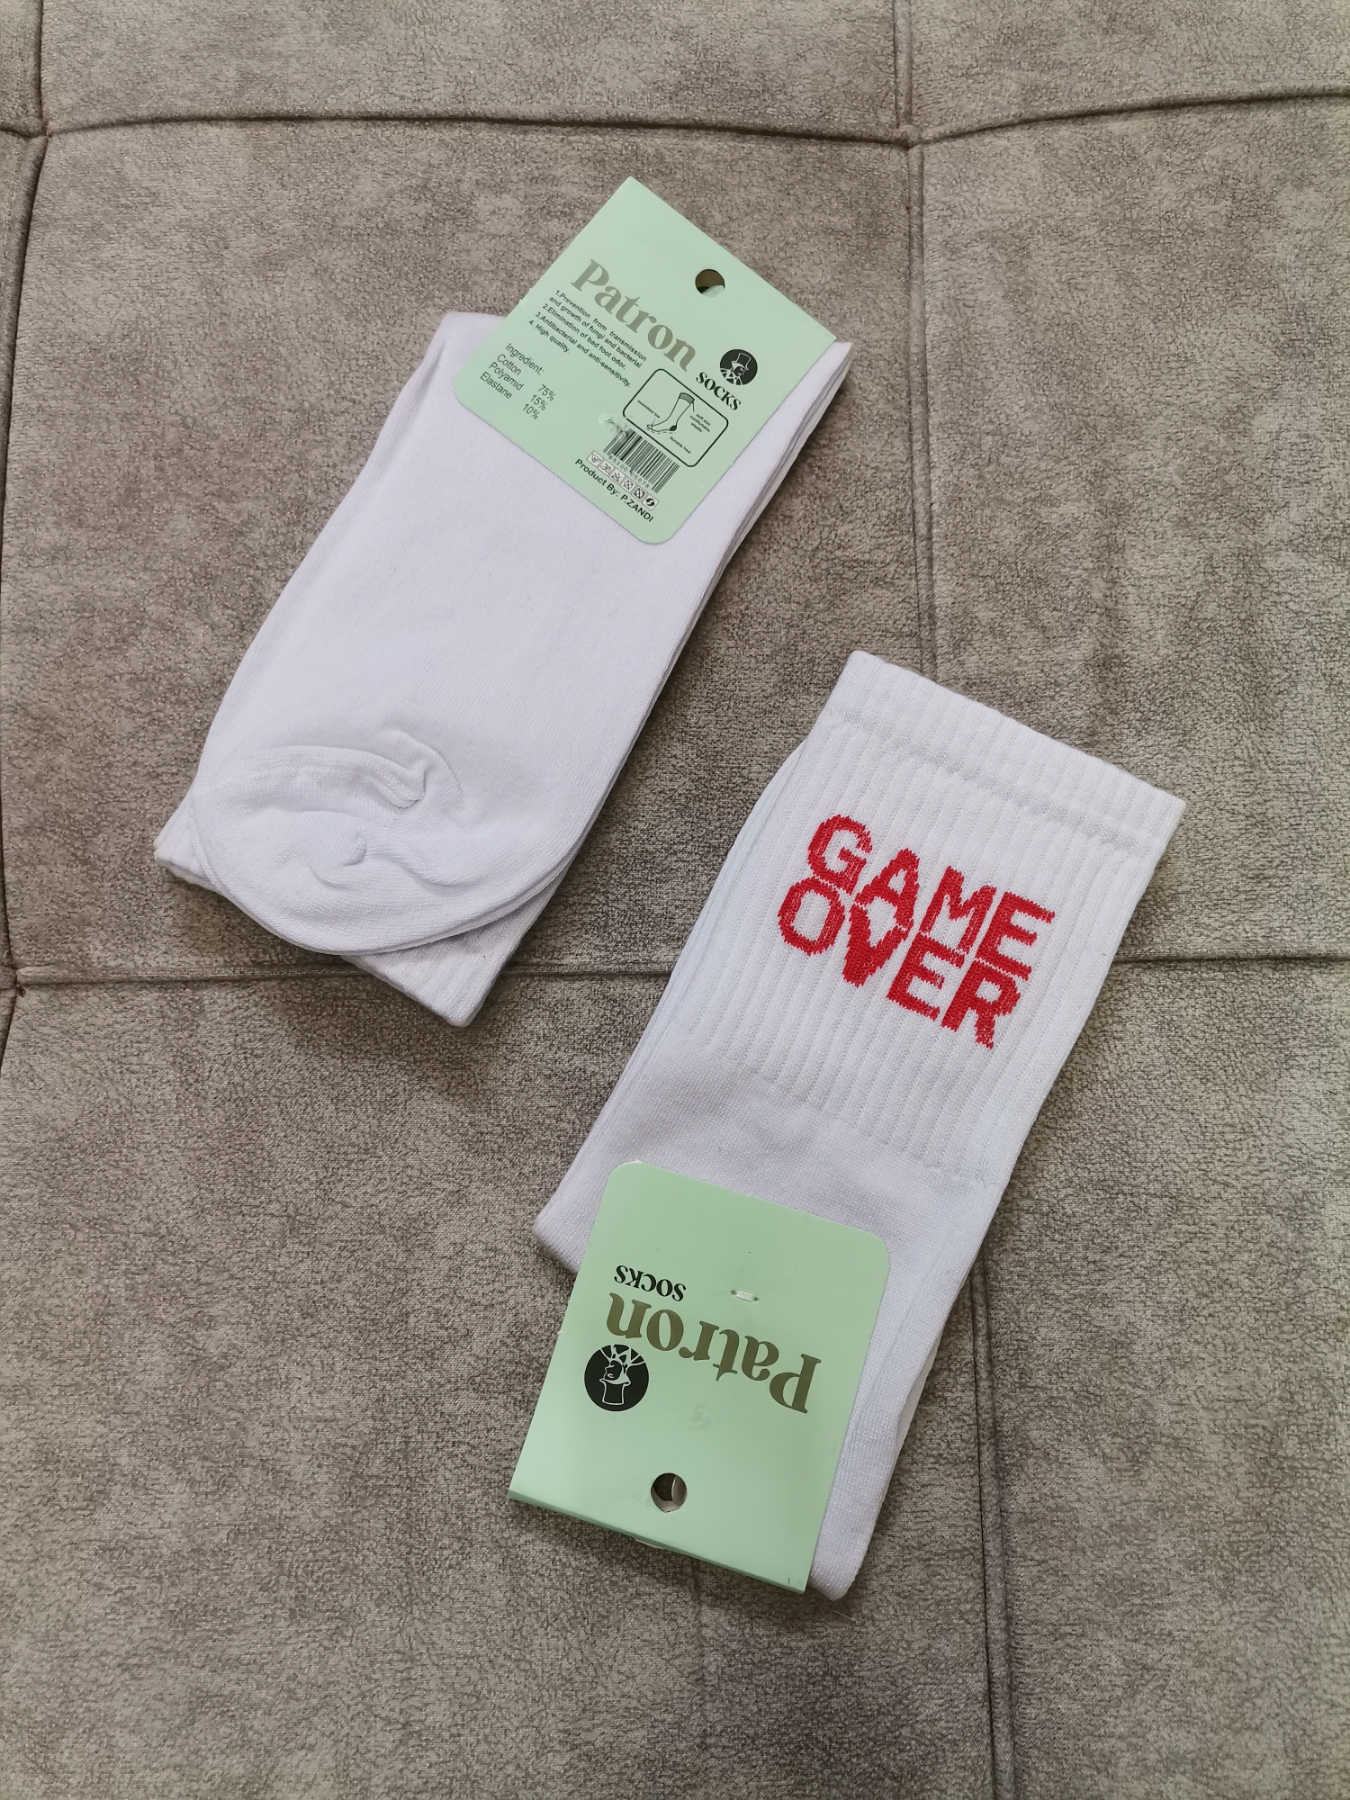 Patron
SOCKS
1.Prevention from transmission
and growth of fungi and bacterial
2.Elimination of bad foot odor.
3.Antibacterial and antisensitivity.
4. High quality.
Ingredient:
Cotton 75%
Polyamid 15%
Elastane 10%
Product By: P.ZANDI
GAME
OVER
Patron
SOCKS